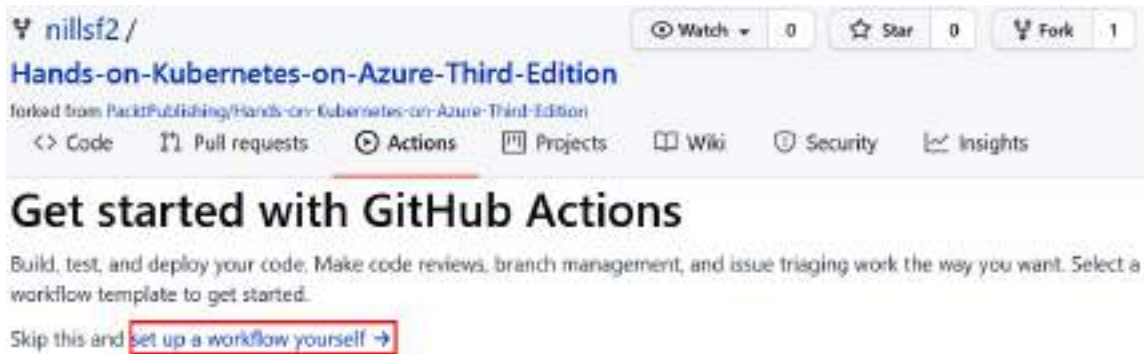 nillsf2 /
Watch 0 Star 0 Fork 1
Hands-on-Kubernetes-on-Azure-Third-Edition
forked from PacktPublishing/Hands-on-Kubernetes-on-Azure-Third-Edition
<> Code Pull requests Actions Projects Wiki Security Insights
Get started with GitHub Actions
Build, test, and deploy your code. Make code reviews, branch management, and issue triaging work the way you want. Select a
workflow template to get started.
Skip this and set up a workflow yourself →